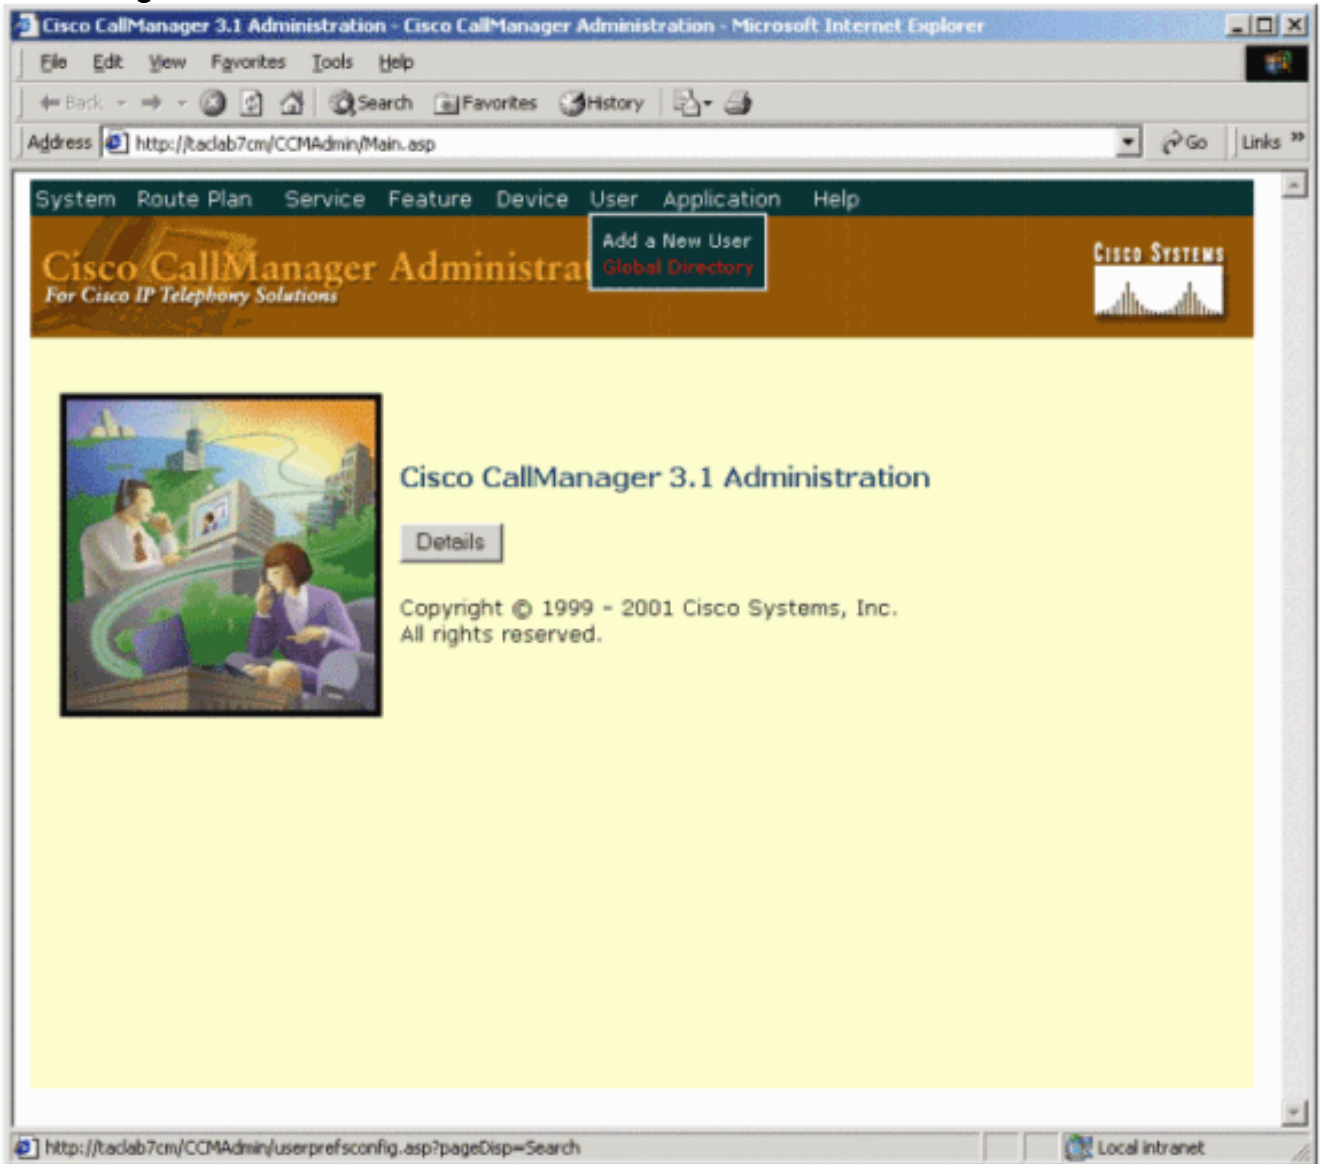 Cisco CallManager 3.1 Administration - Cisco CallManager Administration - Microsoft Internet Explorer
File Edit View Favorites Tools Help
Back Search Favorites History
Address http://taclab7cm/CCMAdmin/Main.asp Go Links »
System Route Plan Service Feature Device User Application Help
Add a New User
Global Directory
Cisco CallManager Administrat
For Cisco IP Telephony Solutions
CISCO SYSTEMS
Cisco CallManager 3.1 Administration
Details
Copyright © 1999 - 2001 Cisco Systems, Inc.
All rights reserved.
http://taclab7cm/CCMAdmin/userprefsconfig.asp?pageDisp=Search Local intranet